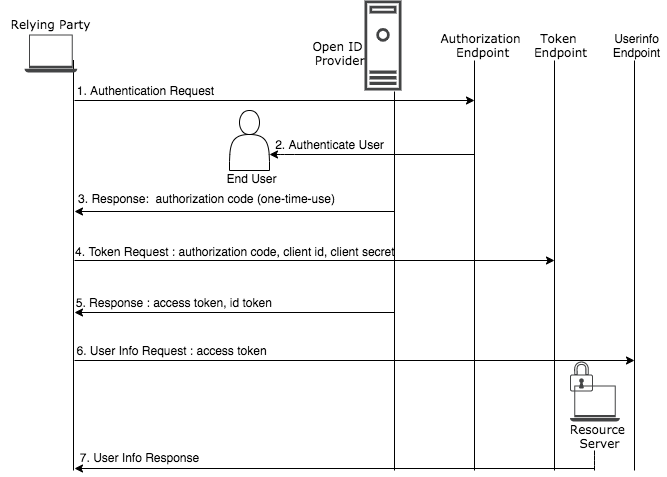 Relying Party
Open ID
Provider
Authorization
Endpoint
Token
Endpoint
Userinfo
Endpoint
1. Authentication Request
2. Authenticate User
End User
3. Response:  authorization code (one-time-use)
4. Token Request : authorization code, client id, client secret
5. Response : access token, id token
6. User Info Request : access token
Resource
Server
7. User Info Response